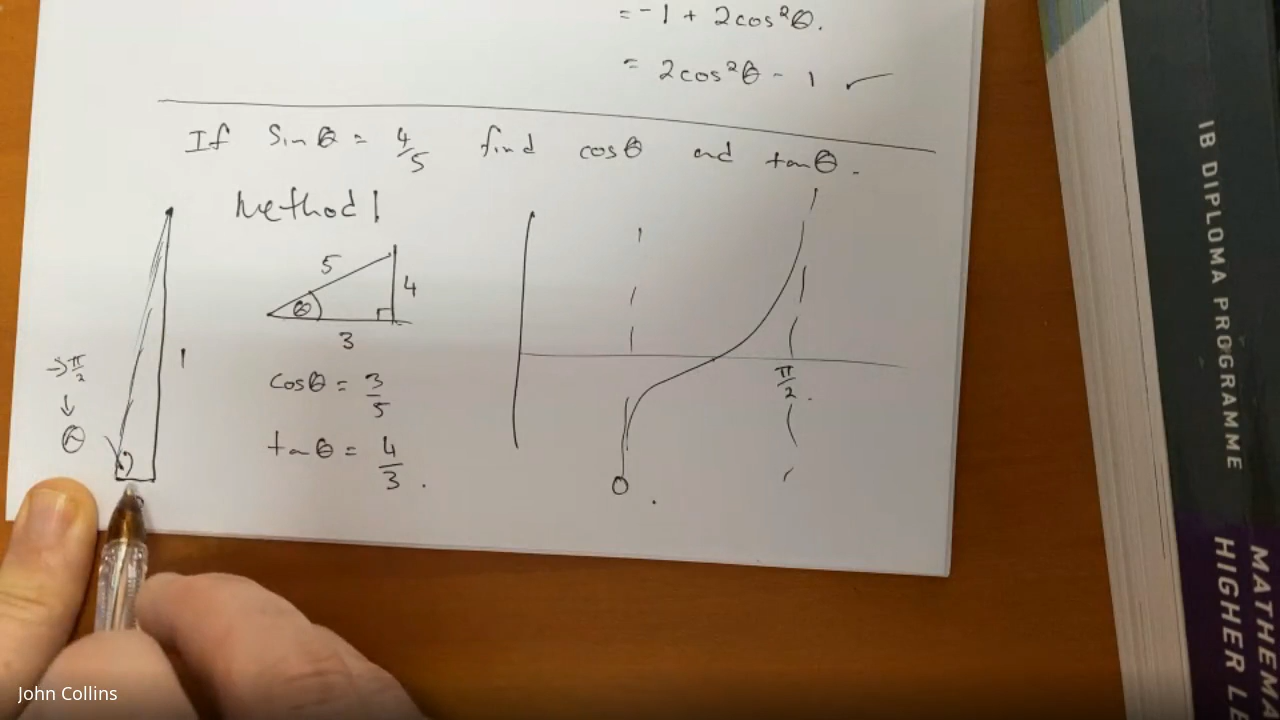 = -1 + 2cos²θ.
= 2cos²θ - 1 ✓
If Sinθ = 4/5 find cosθ and tanθ.
Method 1
5
4
θ
3
cosθ = 3/5
tanθ = 4/3.
1
→π/2
↓
π/2.
IB DIPLOMA PROGRAMME
MATHEMA
HIGHER LE
John Collins